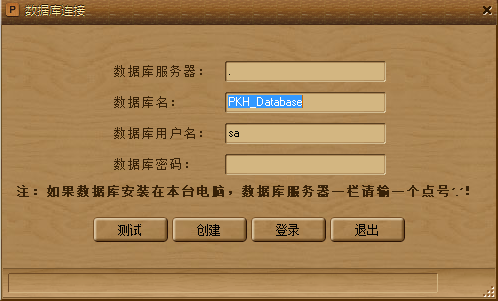 P 数据库连接
数据库服务器： .
数据库名： PKH_Database
数据库用户名： sa
数据库密码：
注：如果数据库安装在本台电脑，数据库服务器一栏请输一个点号'.'!
测试 创建 登录 退出